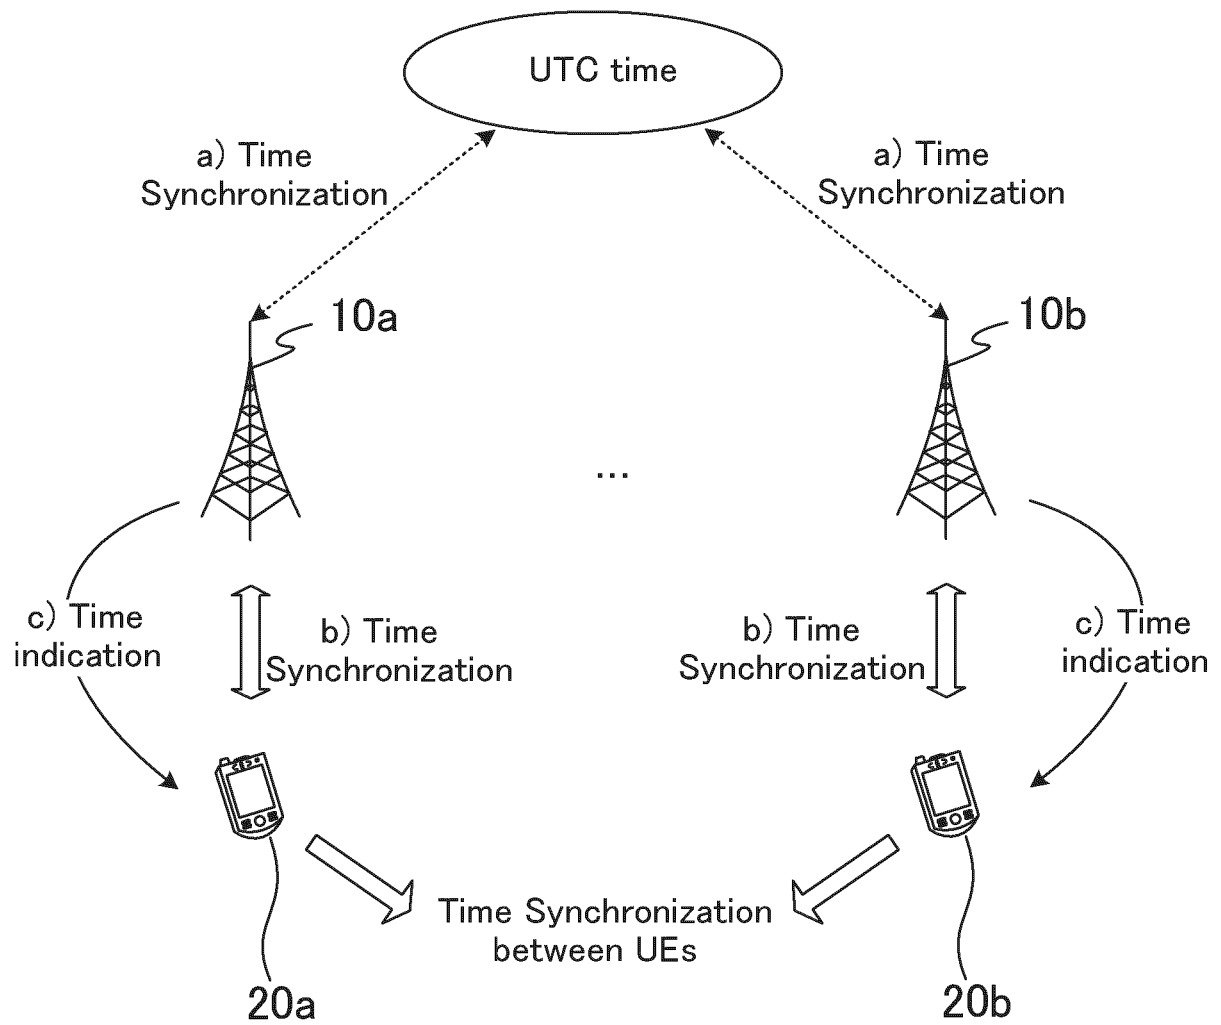 UTC time
a) Time
Synchronization
a) Time
Synchronization
10a
10b
...
c) Time
indication
b) Time
Synchronization
b) Time
Synchronization
c) Time
indication
Time Synchronization
between UEs
20a
20b